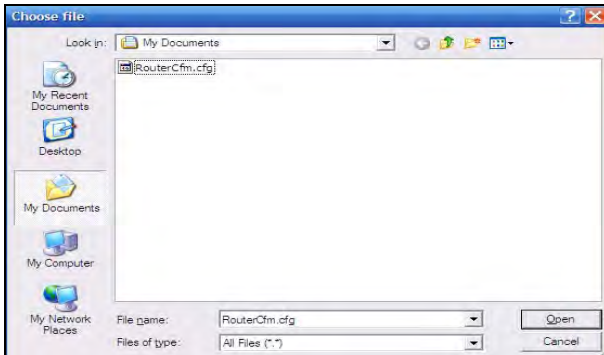 Choose file
Look in: My Documents
RouterCfm.cfg
My Recent
Documents
Desktop
My Documents
My Computer
My Network
Places
File name: RouterCfm.cfg Open
Files of type: All Files (*.*) Cancel